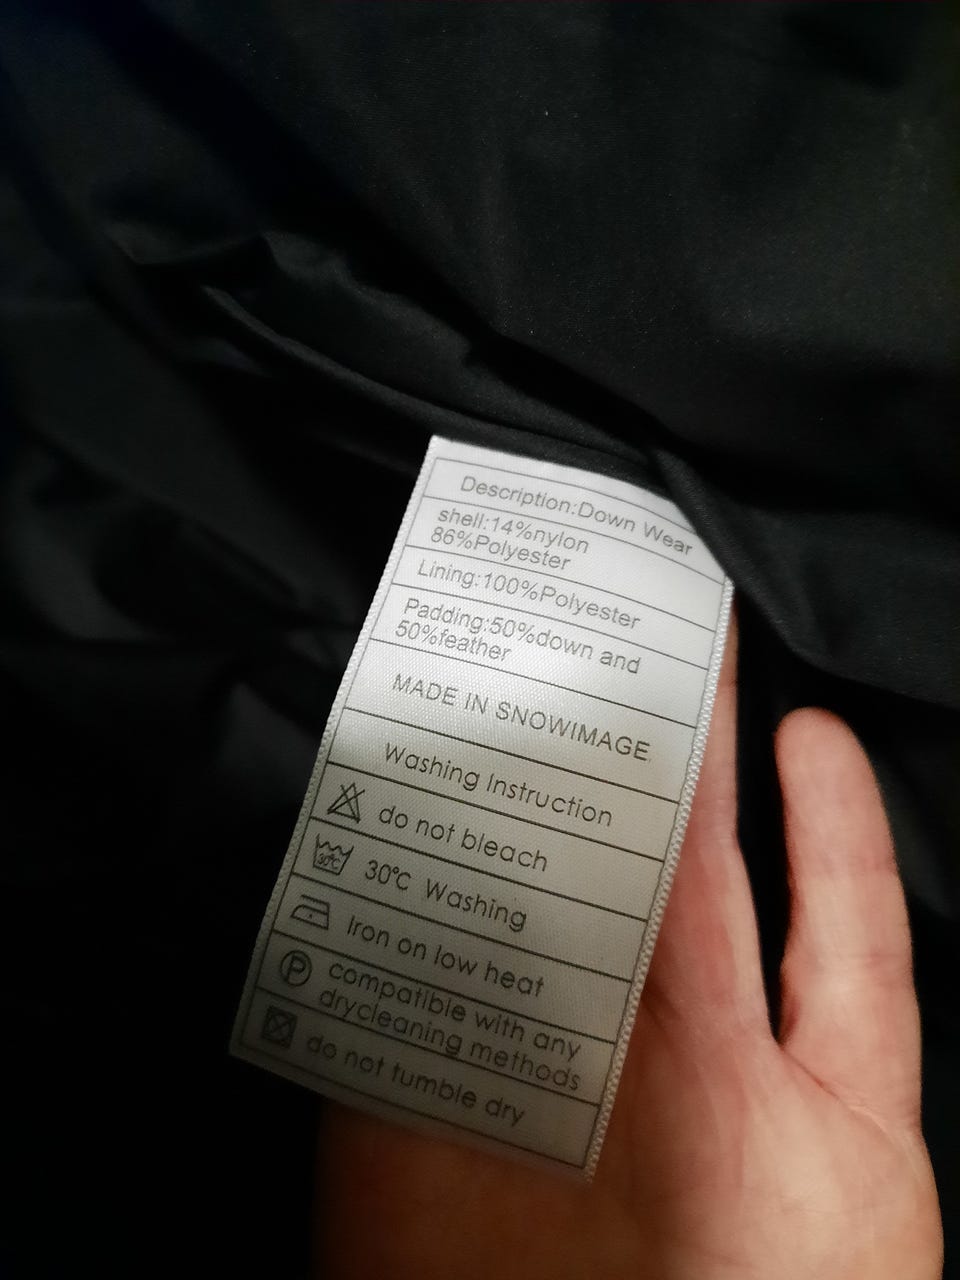 Description:Down Wear
shell:14%nylon
86%Polyester
Lining:100%Polyester
Padding:50%down and
50%feather
MADE IN SNOWIMAGE
Washing Instruction
do not bleach
30°C
30°C Washing
Iron on low heat
P
compatible with any
drycleaning methods
do not tumble dry